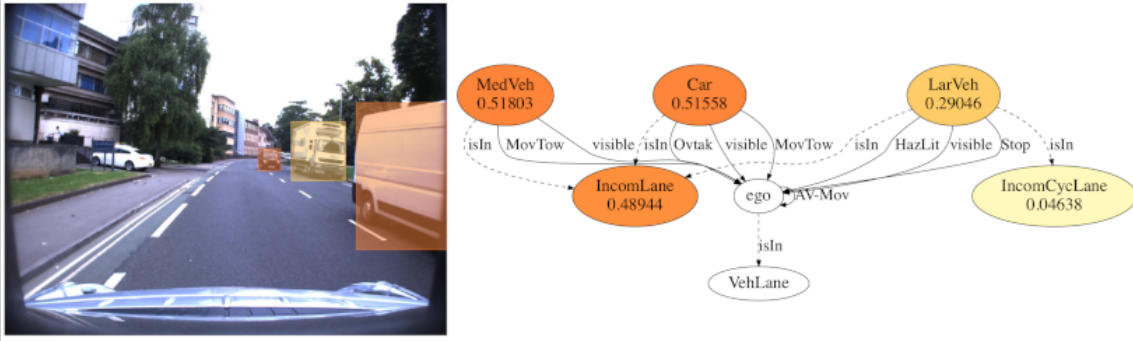 MedVeh
0.51803
Car
0.51558
LarVeh
0.29046
isIn
MovTow
visible
isIn
Ovtak
visible
MovTow
isIn
HazLit
visible
Stop
isIn
IncomLane
0.48944
ego
AV-Mov
IncomCycLane
0.04638
isIn
VehLane